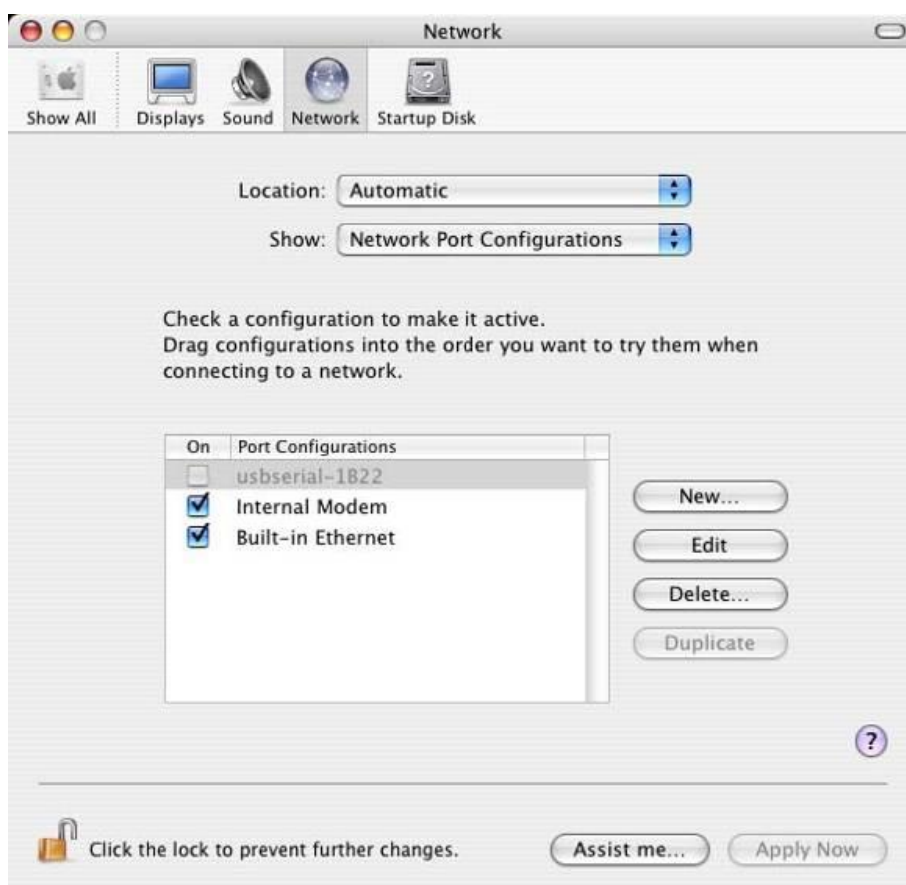 Network
Show All
Displays
Sound
Network
Startup Disk
Location: Automatic
Show: Network Port Configurations
Check a configuration to make it active.
Drag configurations into the order you want to try them when
connecting to a network.
On Port Configurations
usbserial-1B22
Internal Modem
Built-in Ethernet
New...
Edit
Delete...
Duplicate
?
Click the lock to prevent further changes.
Assist me...
Apply Now